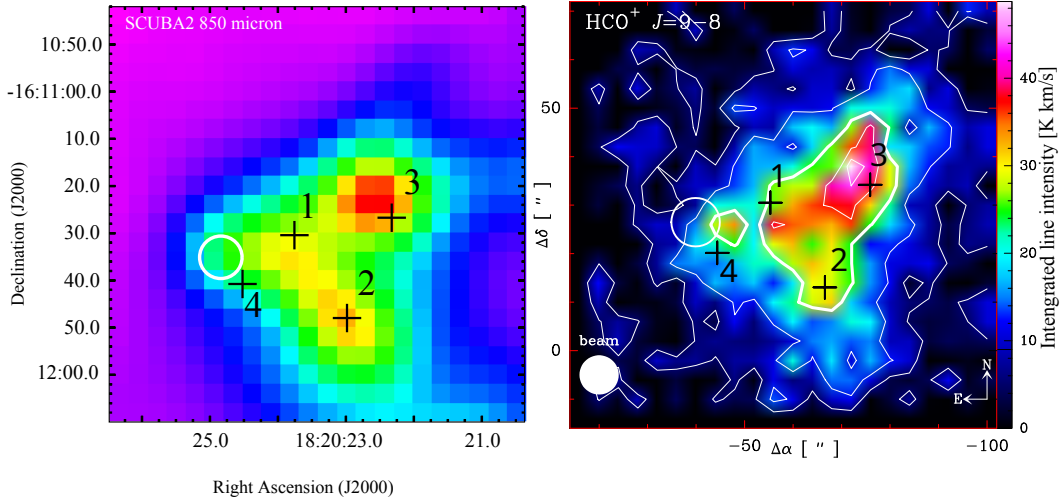 SCUBA2 850 micron
10:50.0
-16:11:00.0
10.0
20.0
30.0
40.0
50.0
12:00.0
Declination (J2000)
1
3
2
4
25.0
18:20:23.0
21.0
Right Ascension (J2000)
HCO+ J=9−8
50
0
Δδ [ " ]
1
3
2
4
beam
N
E
−50
−100
Δα [ " ]
40
30
20
10
0
Intengrated line intensity [K km/s]